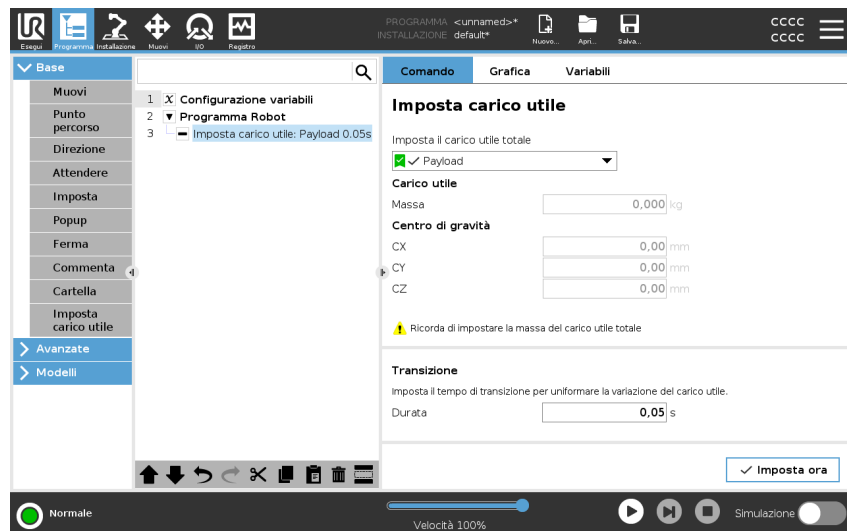 PROGRAMMA <unnamed>*
INSTALLAZIONE default*
Esegui Programma Installazione Muovi I/O Registro Nuovo... Apri... Salva...
cccc
cccc
Base
Muovi
Punto
percorso
Direzione
Attendere
Imposta
Popup
Ferma
Commenta
Cartella
Imposta
carico utile
Avanzate
Modelli
1 X Configurazione variabili
2 Programma Robot
3 Imposta carico utile: Payload 0.05s
Comando Grafica Variabili
Imposta carico utile
Imposta il carico utile totale
Payload
Carico utile
Massa 0,000 kg
Centro di gravità
CX 0,00 mm
CY 0,00 mm
CZ 0,00 mm
Ricorda di impostare la massa del carico utile totale
Transizione
Imposta il tempo di transizione per uniformare la variazione del carico utile.
Durata 0,05 s
Imposta ora
Normale
Velocità 100%
Simulazione